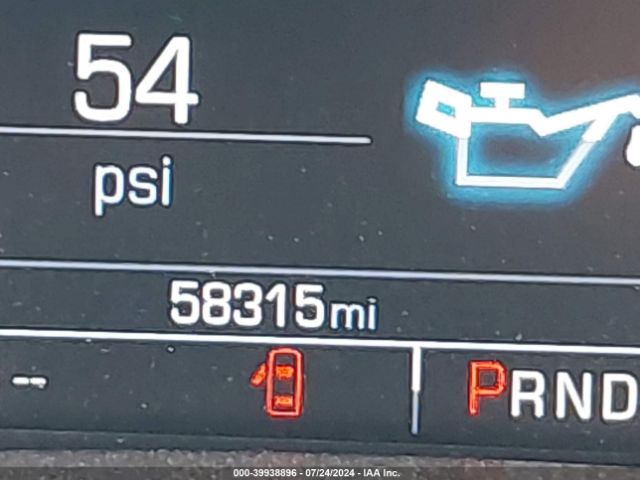 54
psi
58315mi
-- PRND
000-39938896 - 07/24/2024 - IAA Inc.